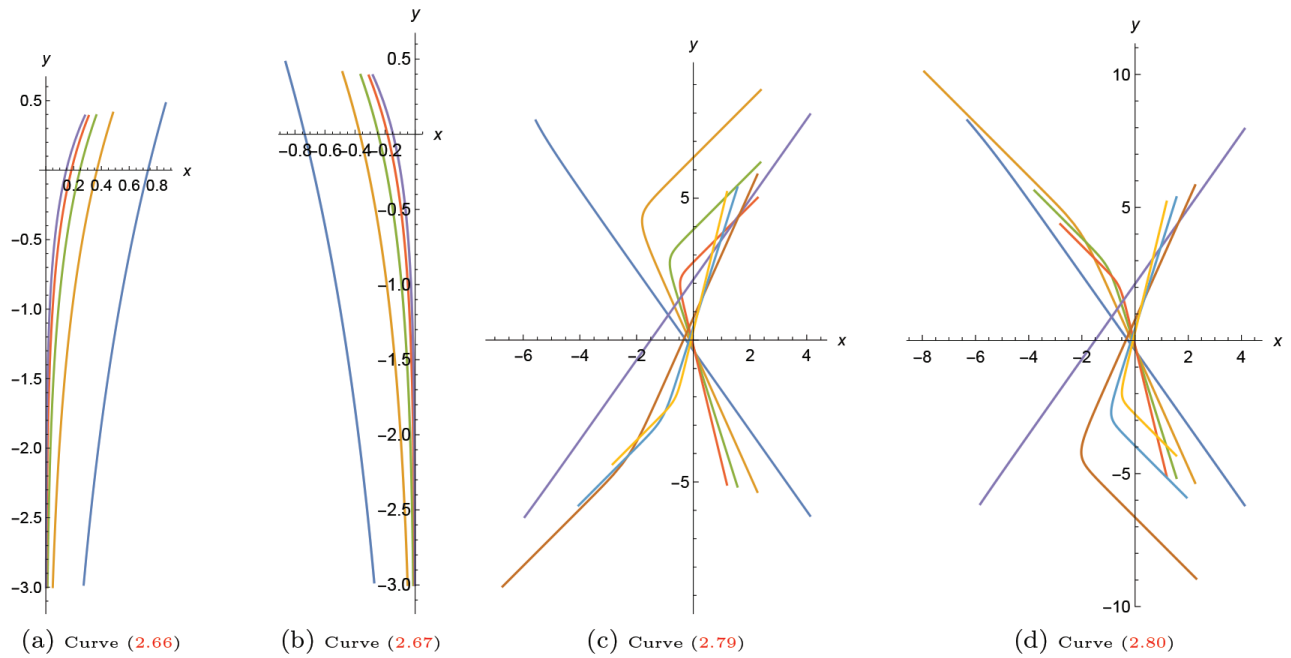 y
0.5
x
0.2 0.4 0.6 0.8
−0.5
−1.0
−1.5
−2.0
−2.5
−3.0
(a) Curve (2.66)
y
0.5
x
−0.8 −0.6 −0.4 −0.2
−0.5
−1.0
−1.5
−2.0
−2.5
−3.0
(b) Curve (2.67)
y
5
x
−6 −4 −2 2 4
−5
(c) Curve (2.79)
y
10
5
x
−8 −6 −4 −2 2 4
−5
−10
(d) Curve (2.80)